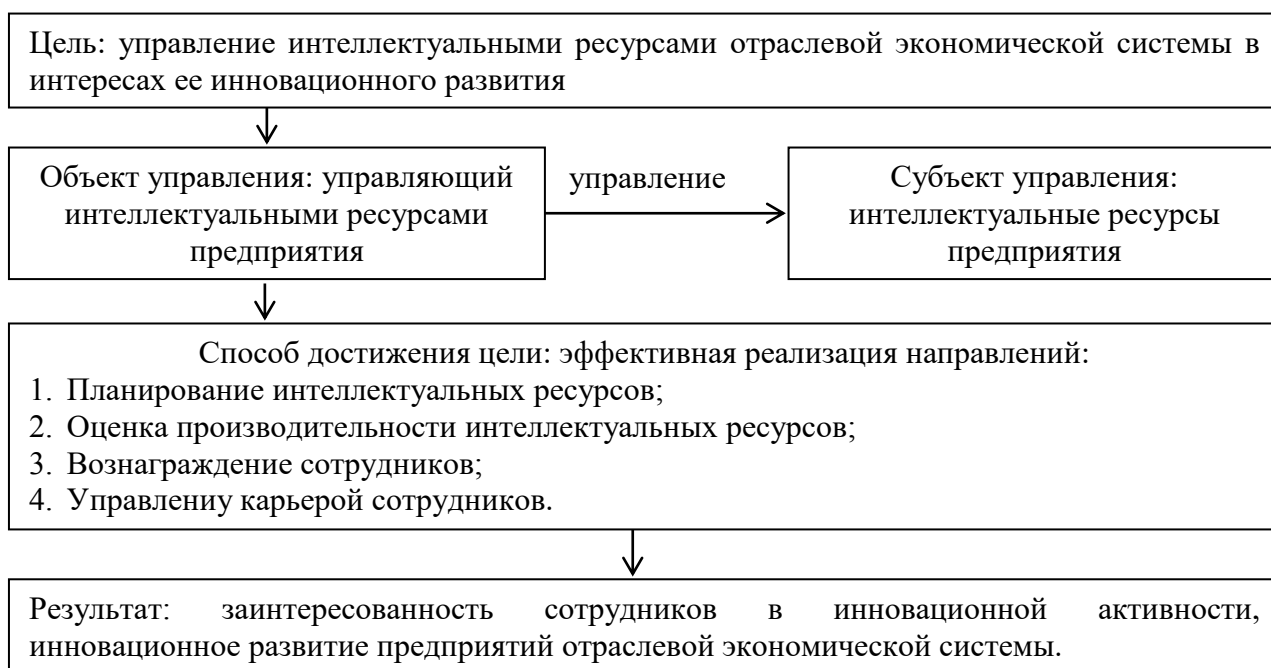 Цель: управление интеллектуальными ресурсами отраслевой экономической системы в
интересах ее инновационного развития
Объект управления: управляющий
интеллектуальными ресурсами
предприятия
управление
Субъект управления:
интеллектуальные ресурсы
предприятия
Способ достижения цели: эффективная реализация направлений:
1. Планирование интеллектуальных ресурсов;
2. Оценка производительности интеллектуальных ресурсов;
3. Вознаграждение сотрудников;
4. Управлениу карьерой сотрудников.
Результат: заинтересованность сотрудников в инновационной активности,
инновационное развитие предприятий отраслевой экономической системы.